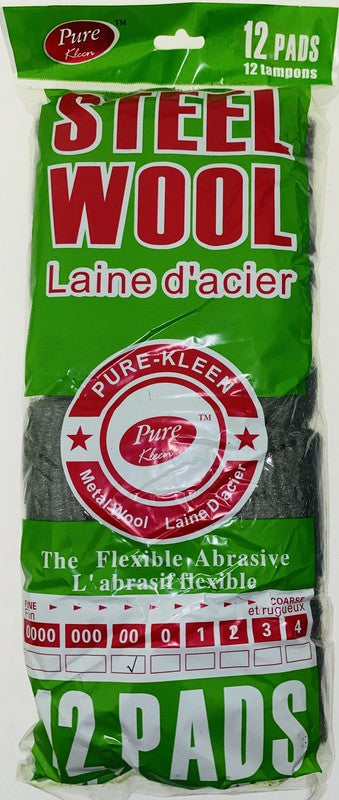 Pure
Kleen
TM
12 PADS
12 tampons
STEEL
WOOL
Laine d'acier
PURE-KLEEN
TM
Pure
Kleen
Metal Wool Laine D'acier
The Flexible Abrasive
L'abrasif flexible
FINE COARSE
Fin et rugueux
0000 000 00 0 1 2 3 4
✓
12 PADS